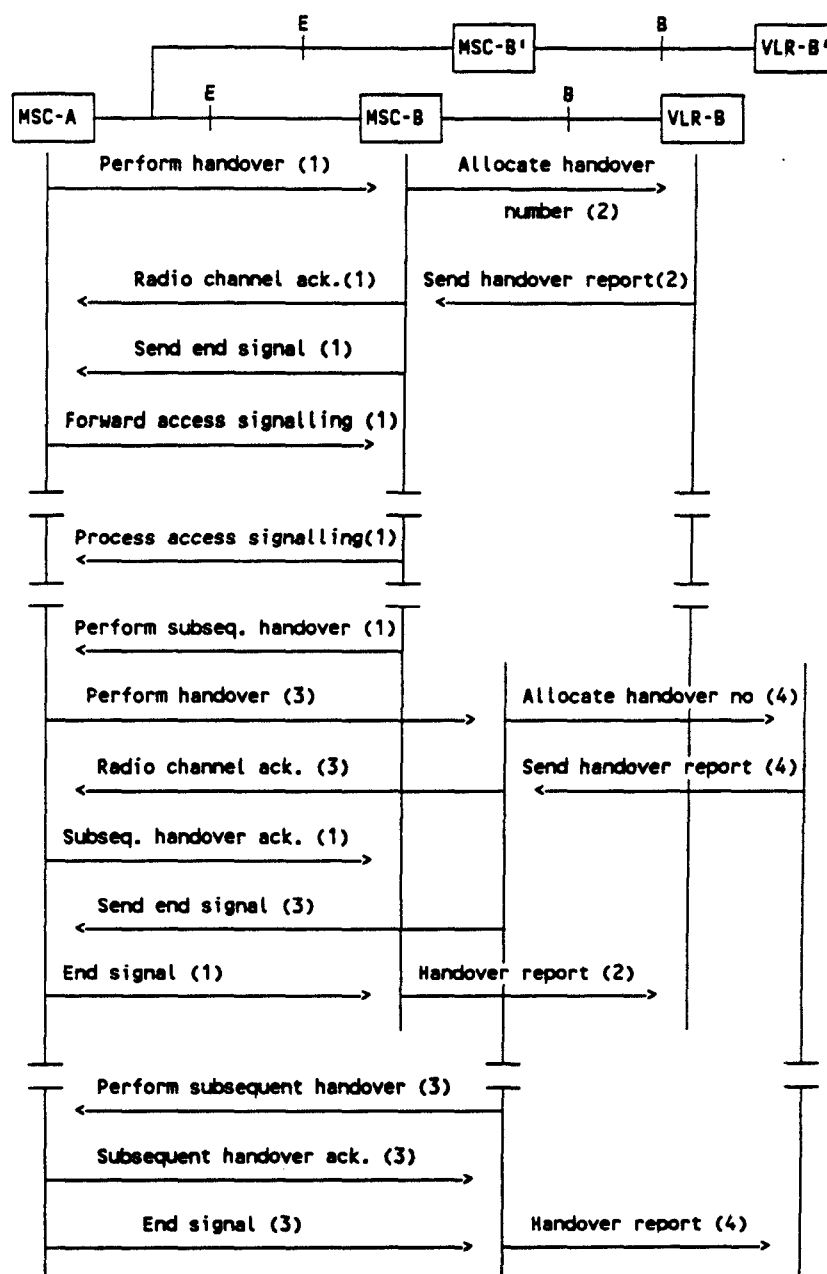 E
MSC-B'
B
VLR-B'
MSC-A
E
MSC-B
B
VLR-B
Perform handover (1)
Allocate handover
number (2)
Radio channel ack.(1)
Send handover report(2)
Send end signal (1)
Forward access signalling (1)
Process access signalling(1)
Perform subseq. handover (1)
Perform handover (3)
Allocate handover no (4)
Radio channel ack. (3)
Send handover report (4)
Subseq. handover ack. (1)
Send end signal (3)
End signal (1)
Handover report (2)
Perform subsequent handover (3)
Subsequent handover ack. (3)
End signal (3)
Handover report (4)